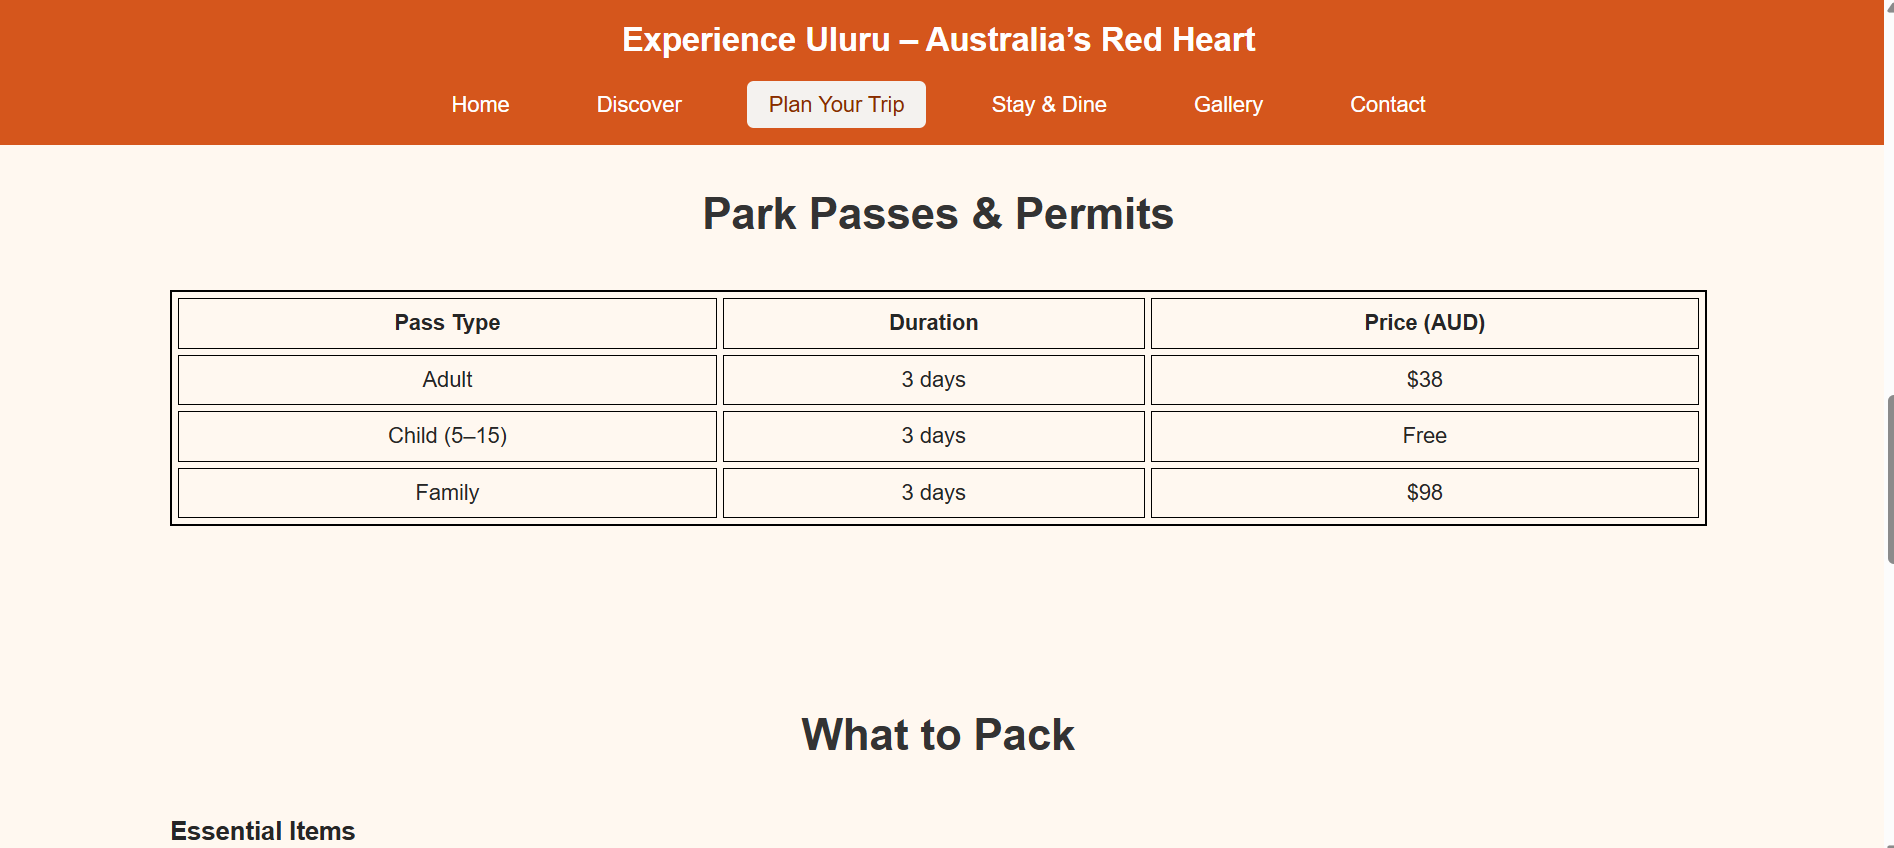 Experience Uluru – Australia’s Red Heart
Home Discover Plan Your Trip Stay & Dine Gallery Contact
Park Passes & Permits
Pass Type Duration Price (AUD)
Adult 3 days $38
Child (5–15) 3 days Free
Family 3 days $98
What to Pack
Essential Items